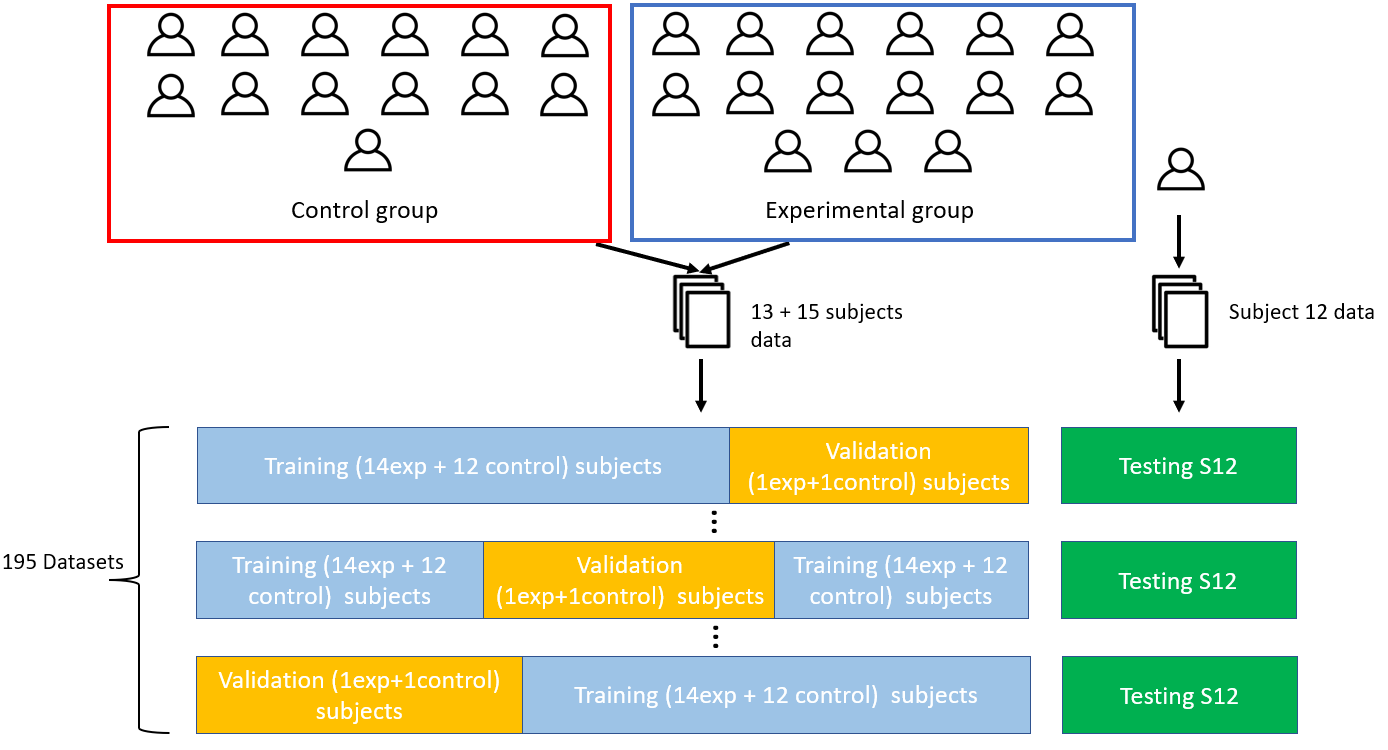 Control group
Experimental group
13 + 15 subjects
data
Subject 12 data
195 Datasets
Training (14exp + 12 control) subjects
Validation
(1exp+1control) subjects
Testing S12
Training (14exp + 12
control) subjects
Validation
(1exp+1control) subjects
Training (14exp + 12
control) subjects
Testing S12
Validation (1exp+1control)
subjects
Training (14exp + 12 control) subjects
Testing S12